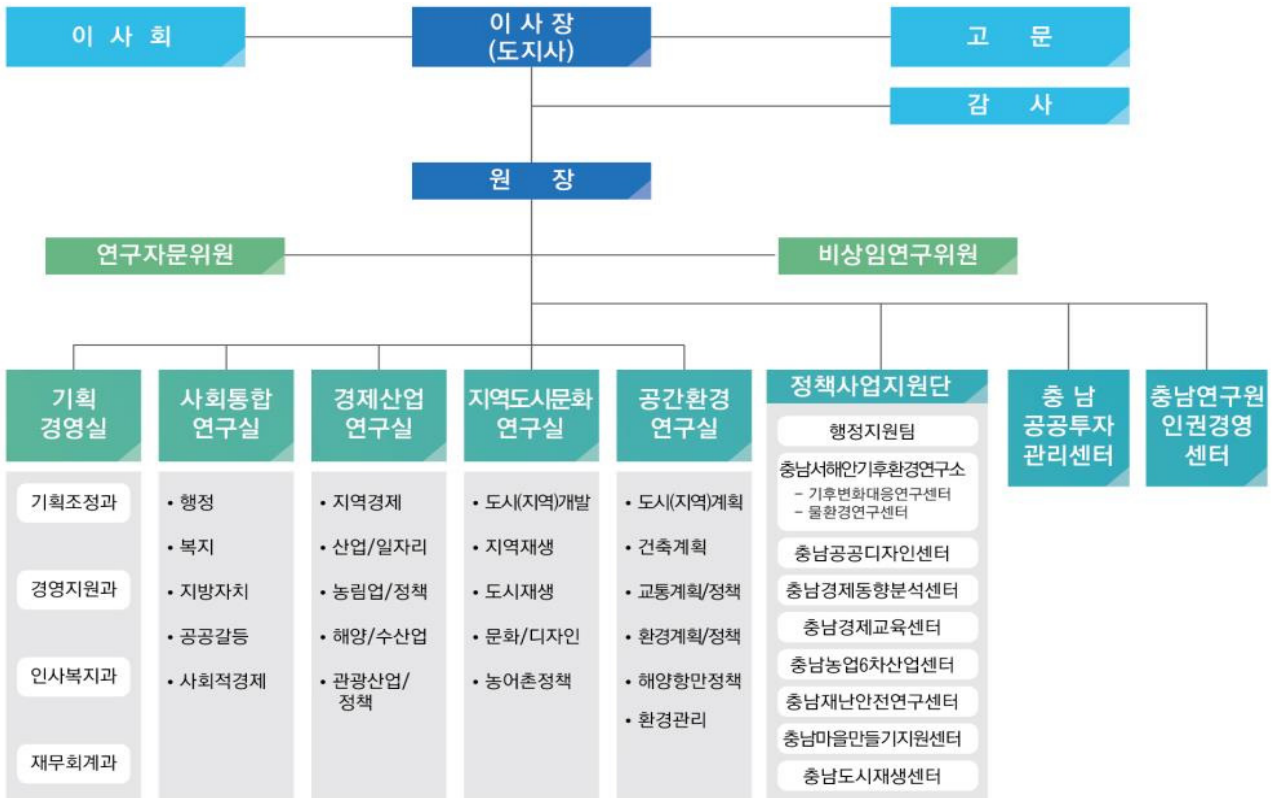 이 사 회
이 사 장
(도지사)
고 문
감 사
원 장
연구자문위원
비상임연구위원
기획
경영실
기획조정과
경영지원과
인사복지과
재무회계과
사회통합
연구실
• 행정
• 복지
• 지방자치
• 공공갈등
• 사회적경제
경제산업
연구실
• 지역경제
• 산업/일자리
• 농림업/정책
• 해양/수산업
• 관광산업/
정책
지역도시문화
연구실
• 도시(지역)개발
• 지역재생
• 도시재생
• 문화/디자인
• 농어촌정책
공간환경
연구실
• 도시(지역)계획
• 건축계획
• 교통계획/정책
• 환경계획/정책
• 해양항만정책
• 환경관리
정책사업지원단
행정지원팀
충남서해안기후환경연구소
- 기후변화대응연구센터
- 물환경연구센터
충남공공디자인센터
충남경제동향분석센터
충남경제교육센터
충남농업6차산업센터
충남재난안전연구센터
충남마을만들기지원센터
충남도시재생센터
충 남
공공투자
관리센터
충남연구원
인권경영
센터